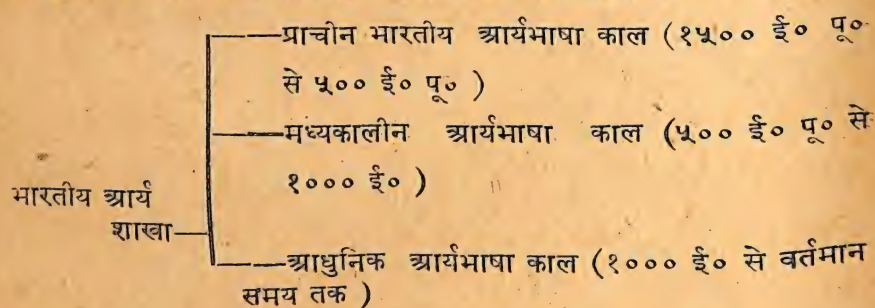 प्राचीन भारतीय आर्यभाषा काल (१५०० ई० पू०
से ५०० ई० पू०)
मध्यकालीन आर्यभाषा काल (५०० ई० पू० से
१००० ई०)
भारतीय आर्य
शाखा
आधुनिक आर्यभाषा काल (१००० ई० से वर्तमान
समय तक)